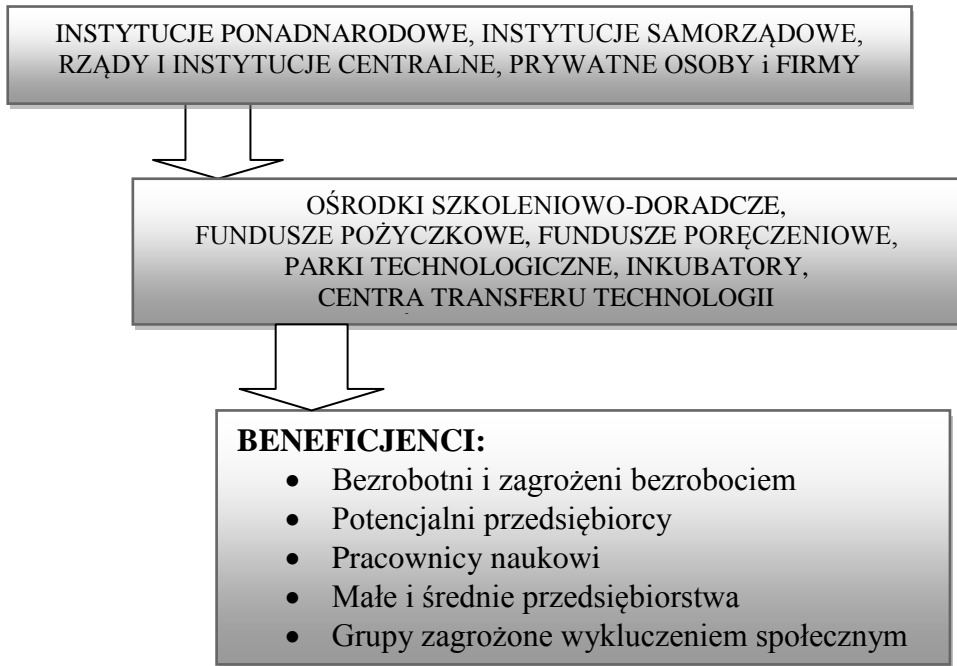 INSTYTUCJE PONADNARODOWE, INSTYTUCJE SAMORZĄDOWE,
RZĄDY I INSTYTUCJE CENTRALNE, PRYWATNE OSOBY i FIRMY
OŚRODKI SZKOLENIOWO-DORADCZE,
FUNDUSZE POŻYCZKOWE, FUNDUSZE PORĘCZENIOWE,
PARKI TECHNOLOGICZNE, INKUBATORY,
CENTRA TRANSFERU TECHNOLOGII
BENEFICJENCI:
• Bezrobotni i zagrożeni bezrobociem
• Potencjalni przedsiębiorcy
• Pracownicy naukowi
• Małe i średnie przedsiębiorstwa
• Grupy zagrożone wykluczeniem społecznym